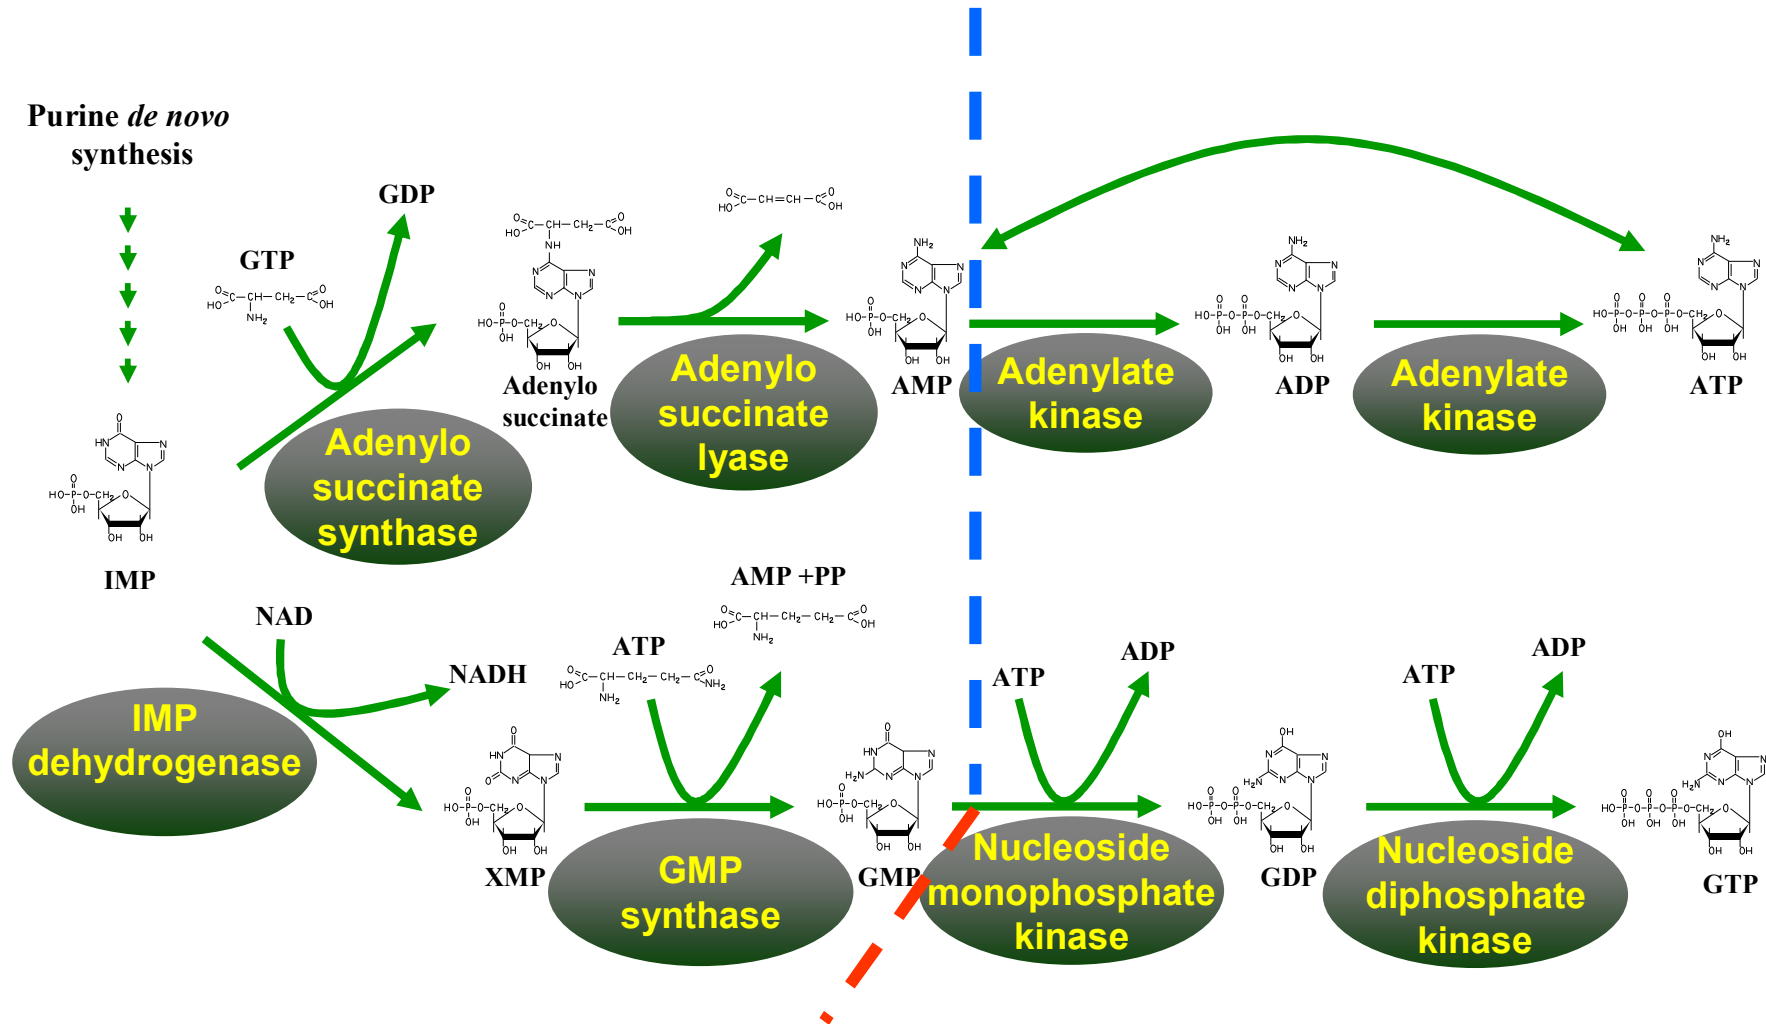 Purine de novo
synthesis
GDP
GTP
Adenylo
succinate
synthase
Adenylo
succinate
Adenylo
succinate
lyase
AMP
Adenylate
kinase
ADP
Adenylate
kinase
ATP
IMP
NAD
NADH
IMP
dehydrogenase
XMP
ATP
AMP +PP
GMP
synthase
GMP
ATP
ADP
Nucleoside
monophosphate
kinase
GDP
ATP
ADP
Nucleoside
diphosphate
kinase
GTP